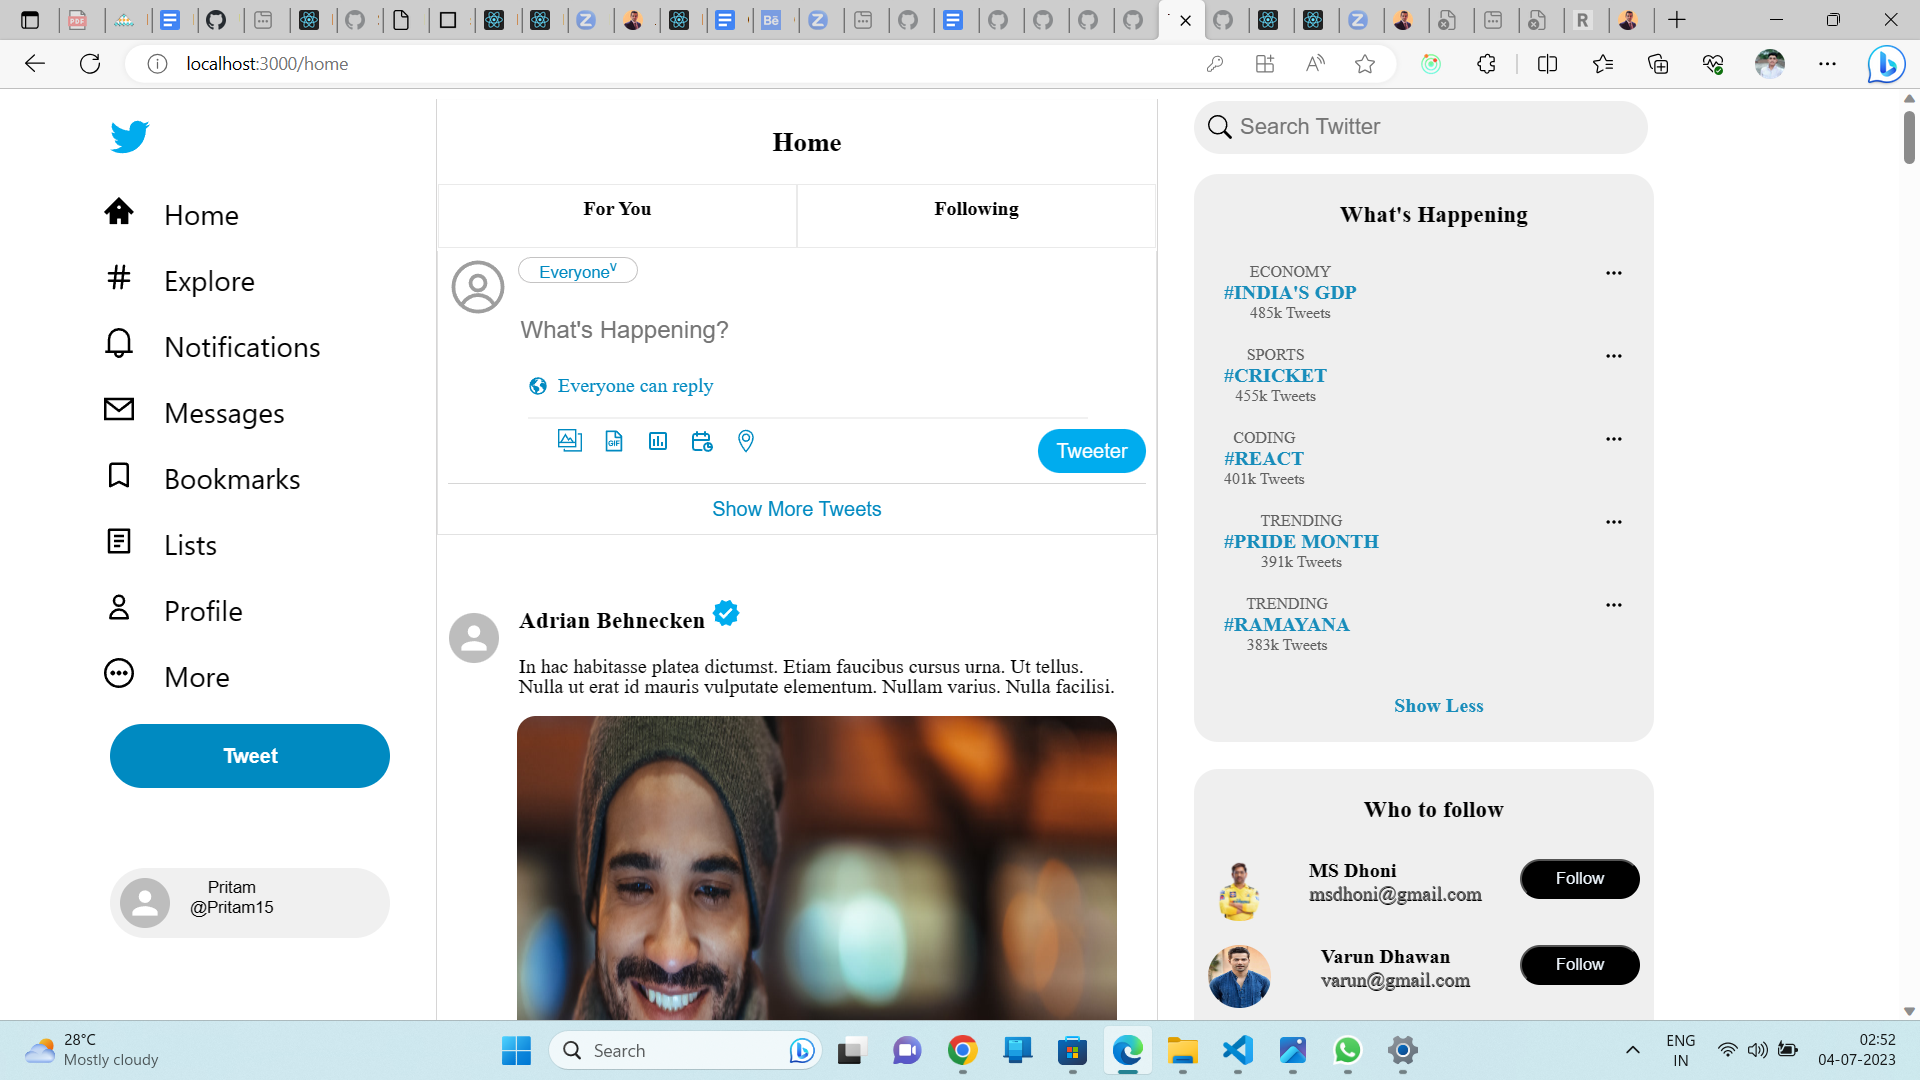 localhost:3000/home
Home
Explore
Notifications
Messages
Bookmarks
Lists
Profile
More
Tweet
Pritam
@Pritam15
Home
For You
Following
Everyone
v
What's Happening?
Everyone can reply
GIF
Tweeter
Show More Tweets
Adrian Behnecken
In hac habitasse platea dictumst. Etiam faucibus cursus urna. Ut tellus.
Nulla ut erat id mauris vulputate elementum. Nullam varius. Nulla facilisi.
Search Twitter
What's Happening
ECONOMY
#INDIA'S GDP
485k Tweets
SPORTS
#CRICKET
455k Tweets
CODING
#REACT
401k Tweets
TRENDING
#PRIDE MONTH
391k Tweets
TRENDING
#RAMAYANA
383k Tweets
Show Less
Who to follow
MS Dhoni
msdhoni@gmail.com
Follow
Varun Dhawan
varun@gmail.com
Follow
28°C
Mostly cloudy
Search
ENG
IN
02:52
04-07-2023